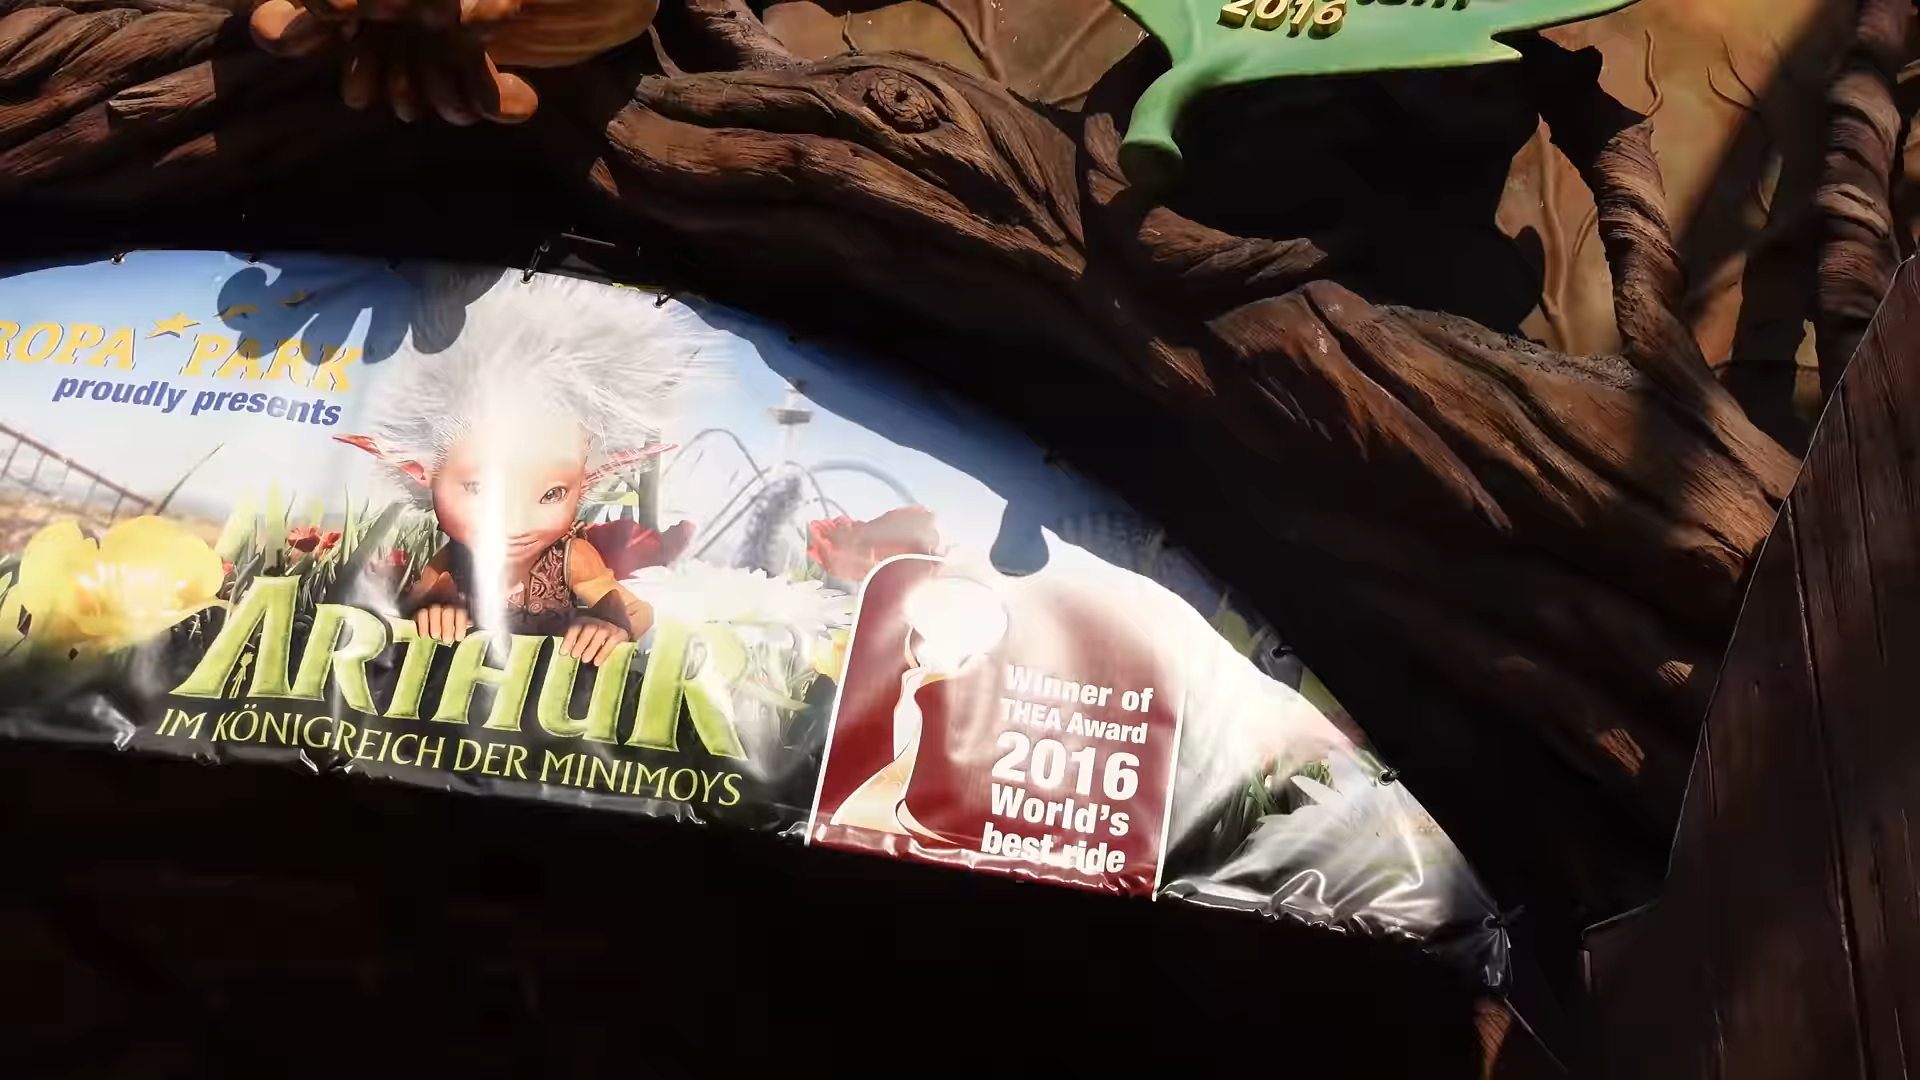 2016
ROPA PARK
proudly presents
ARTHUR
IM KÖNIGREICH DER MINIMOYS
Winner of
THEA Award
2016
World's
best ride